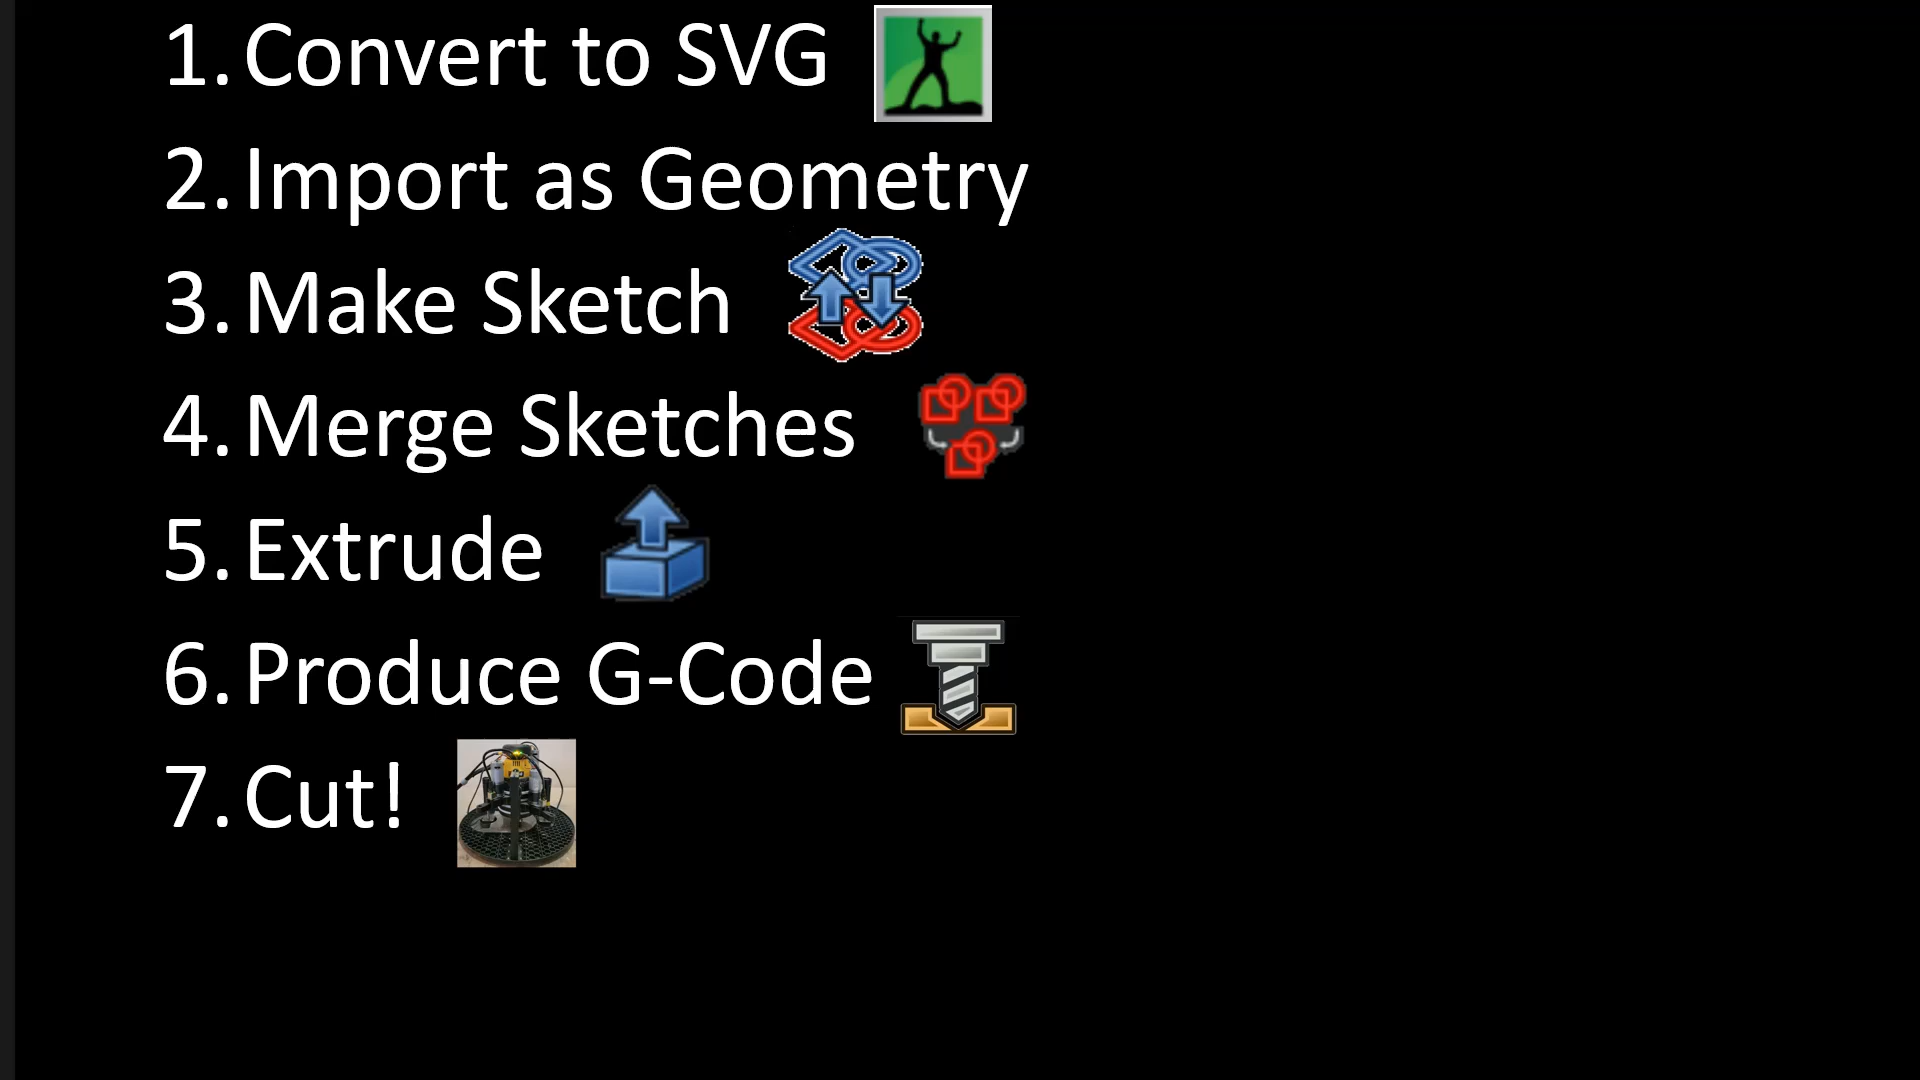 1. Convert to SVG
2. Import as Geometry
3. Make Sketch
4. Merge Sketches
5. Extrude
6. Produce G-Code
7. Cut!